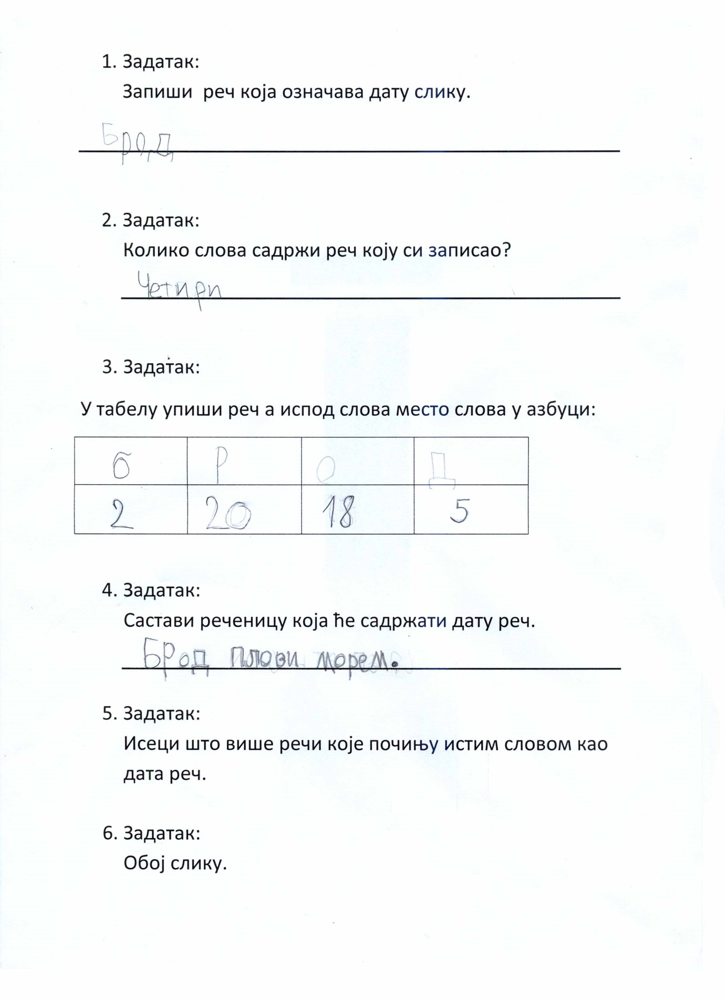 1. Задатак:
Запиши реч која означава дату слику.
Брод
2. Задатак:
Колико слова садржи реч коју си записао?
Четири
3. Задатак:
У табелу упиши реч а испод слова место слова у азбуци:
б Р О Д
2 20 18 5
4. Задатак:
Састави реченицу која ће садржати дату реч.
БРод плови морем.
5. Задатак:
Исеци што више речи које почињу истим словом као
дата реч.
6. Задатак:
Обој слику.